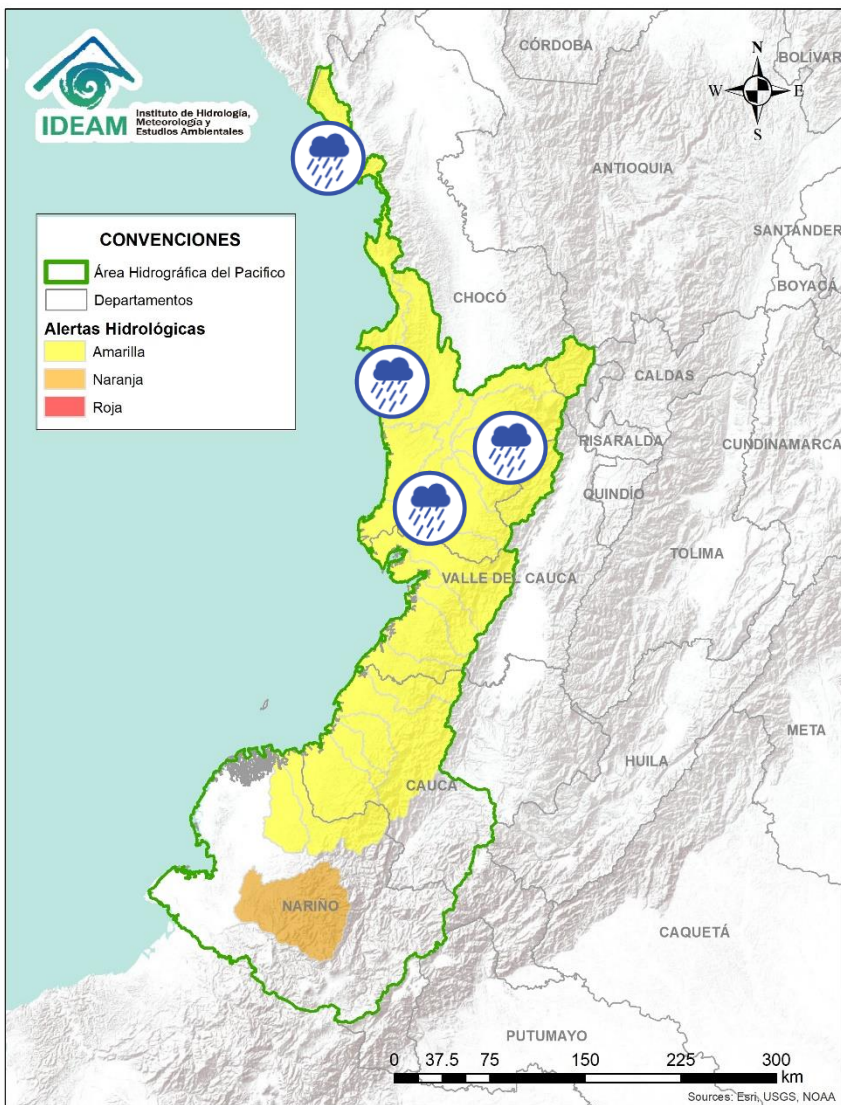 IDEAM
Instituto de Hidrología,
Meteorología y
Estudios Ambientales
CÓRDOBA
BOLÍVAR
N
W
E
S
ANTIOQUIA
SANTANDER
BOYACÁ
CONVENCIONES
Área Hidrográfica del Pacifico
Departamentos
Alertas Hidrológicas
Amarilla
Naranja
Roja
CHOCÓ
CALDAS
RISARALDA
CUNDINAMARCA
QUINDÍO
TOLIMA
VALLE DEL CAUCA
META
HUILA
CAUCA
NARIÑO
CAQUETÁ
PUTUMAYO
0 37.5 75 150 225 300
km
Sources: Esri, USGS, NOAA